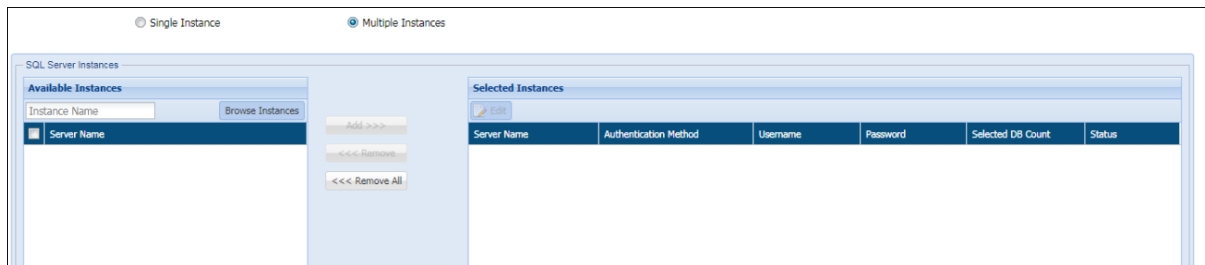 Single Instance
Multiple Instances
SQL Server Instances
Available Instances
Instance Name
Browse Instances
Server Name
Add >>>
<<< Remove
<<< Remove All
Selected Instances
Edit
Server Name
Authentication Method
Username
Password
Selected DB Count
Status